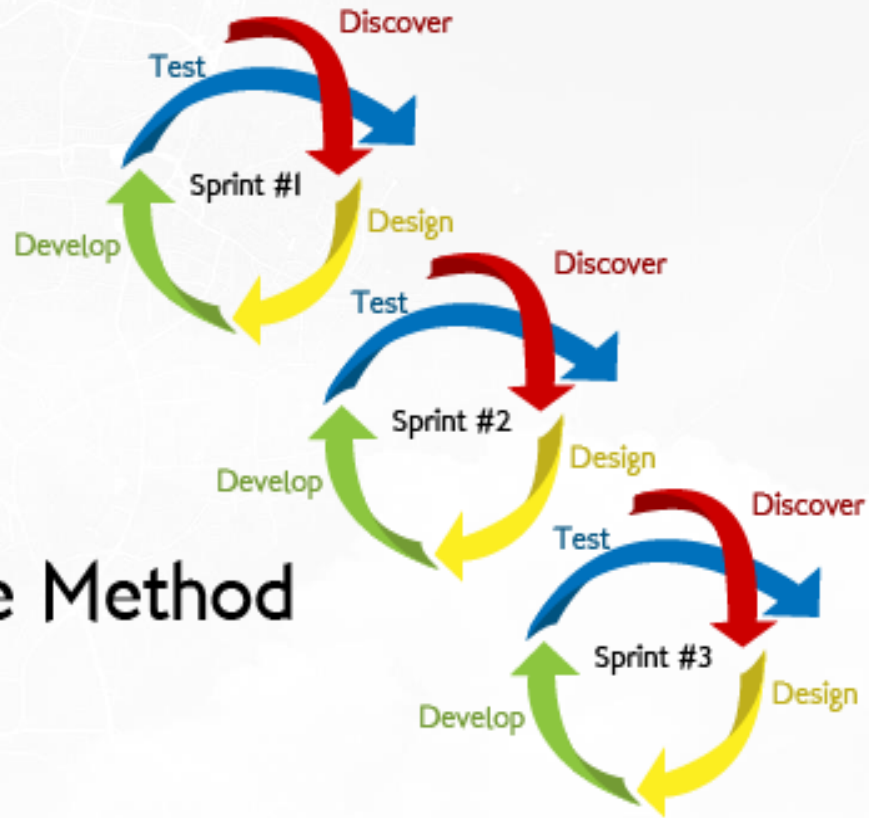 Discover
Test
Sprint #1
Design
Develop
Discover
Test
Sprint #2
Design
Develop
Discover
Test
Sprint #3
Design
Develop
e Method